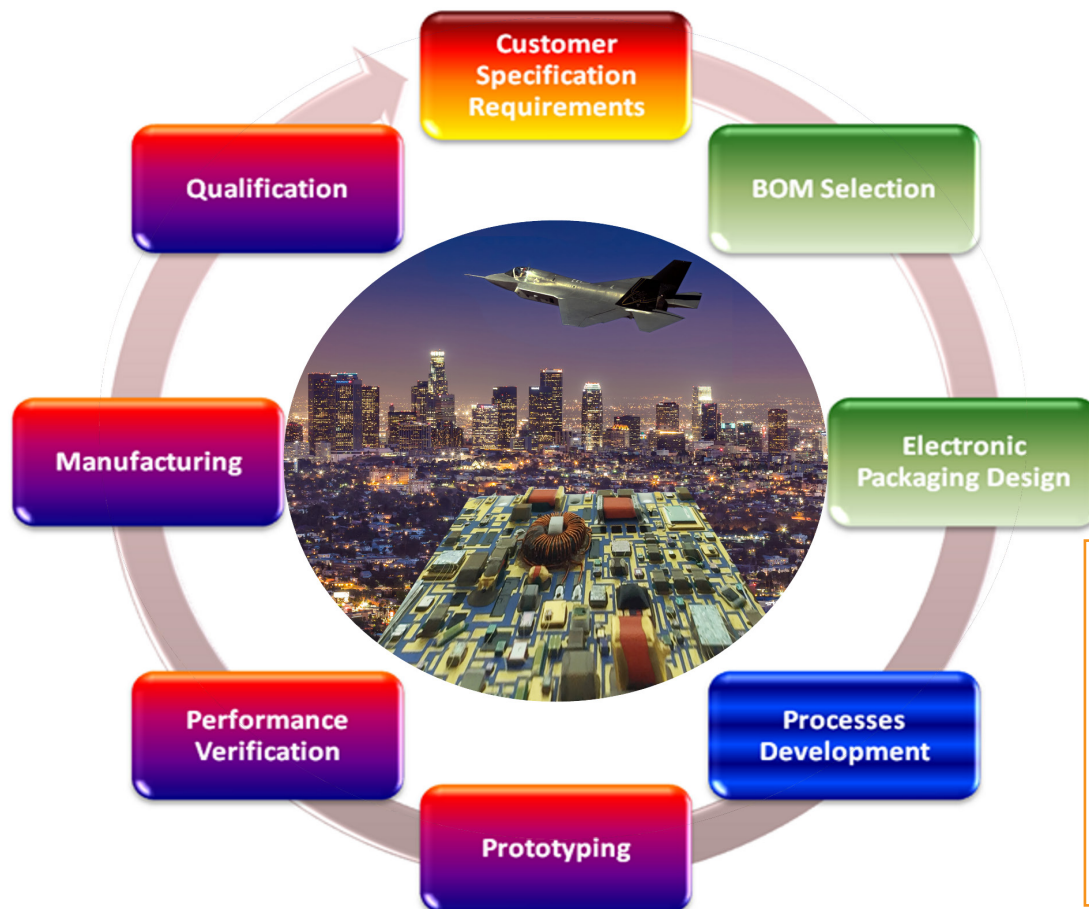 Customer
Specification
Requirements
BOM Selection
Electronic
Packaging Design
Processes
Development
Prototyping
Performance
Verification
Manufacturing
Qualification